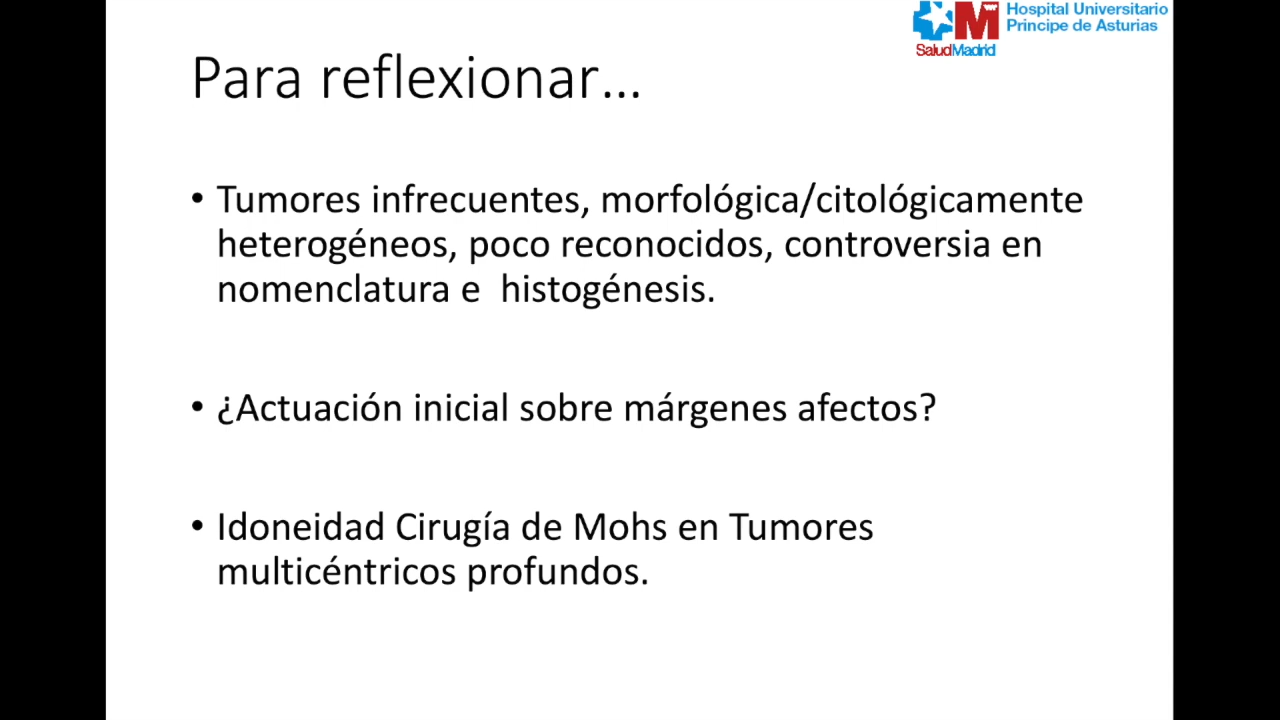 Hospital Universitario
Príncipe de Asturias
SaludMadrid
Para reflexionar...
• Tumores infrecuentes, morfológica/citológicamente
heterogéneos, poco reconocidos, controversia en
nomenclatura e  histogénesis.
• ¿Actuación inicial sobre márgenes afectos?
• Idoneidad Cirugía de Mohs en Tumores
multicéntricos profundos.